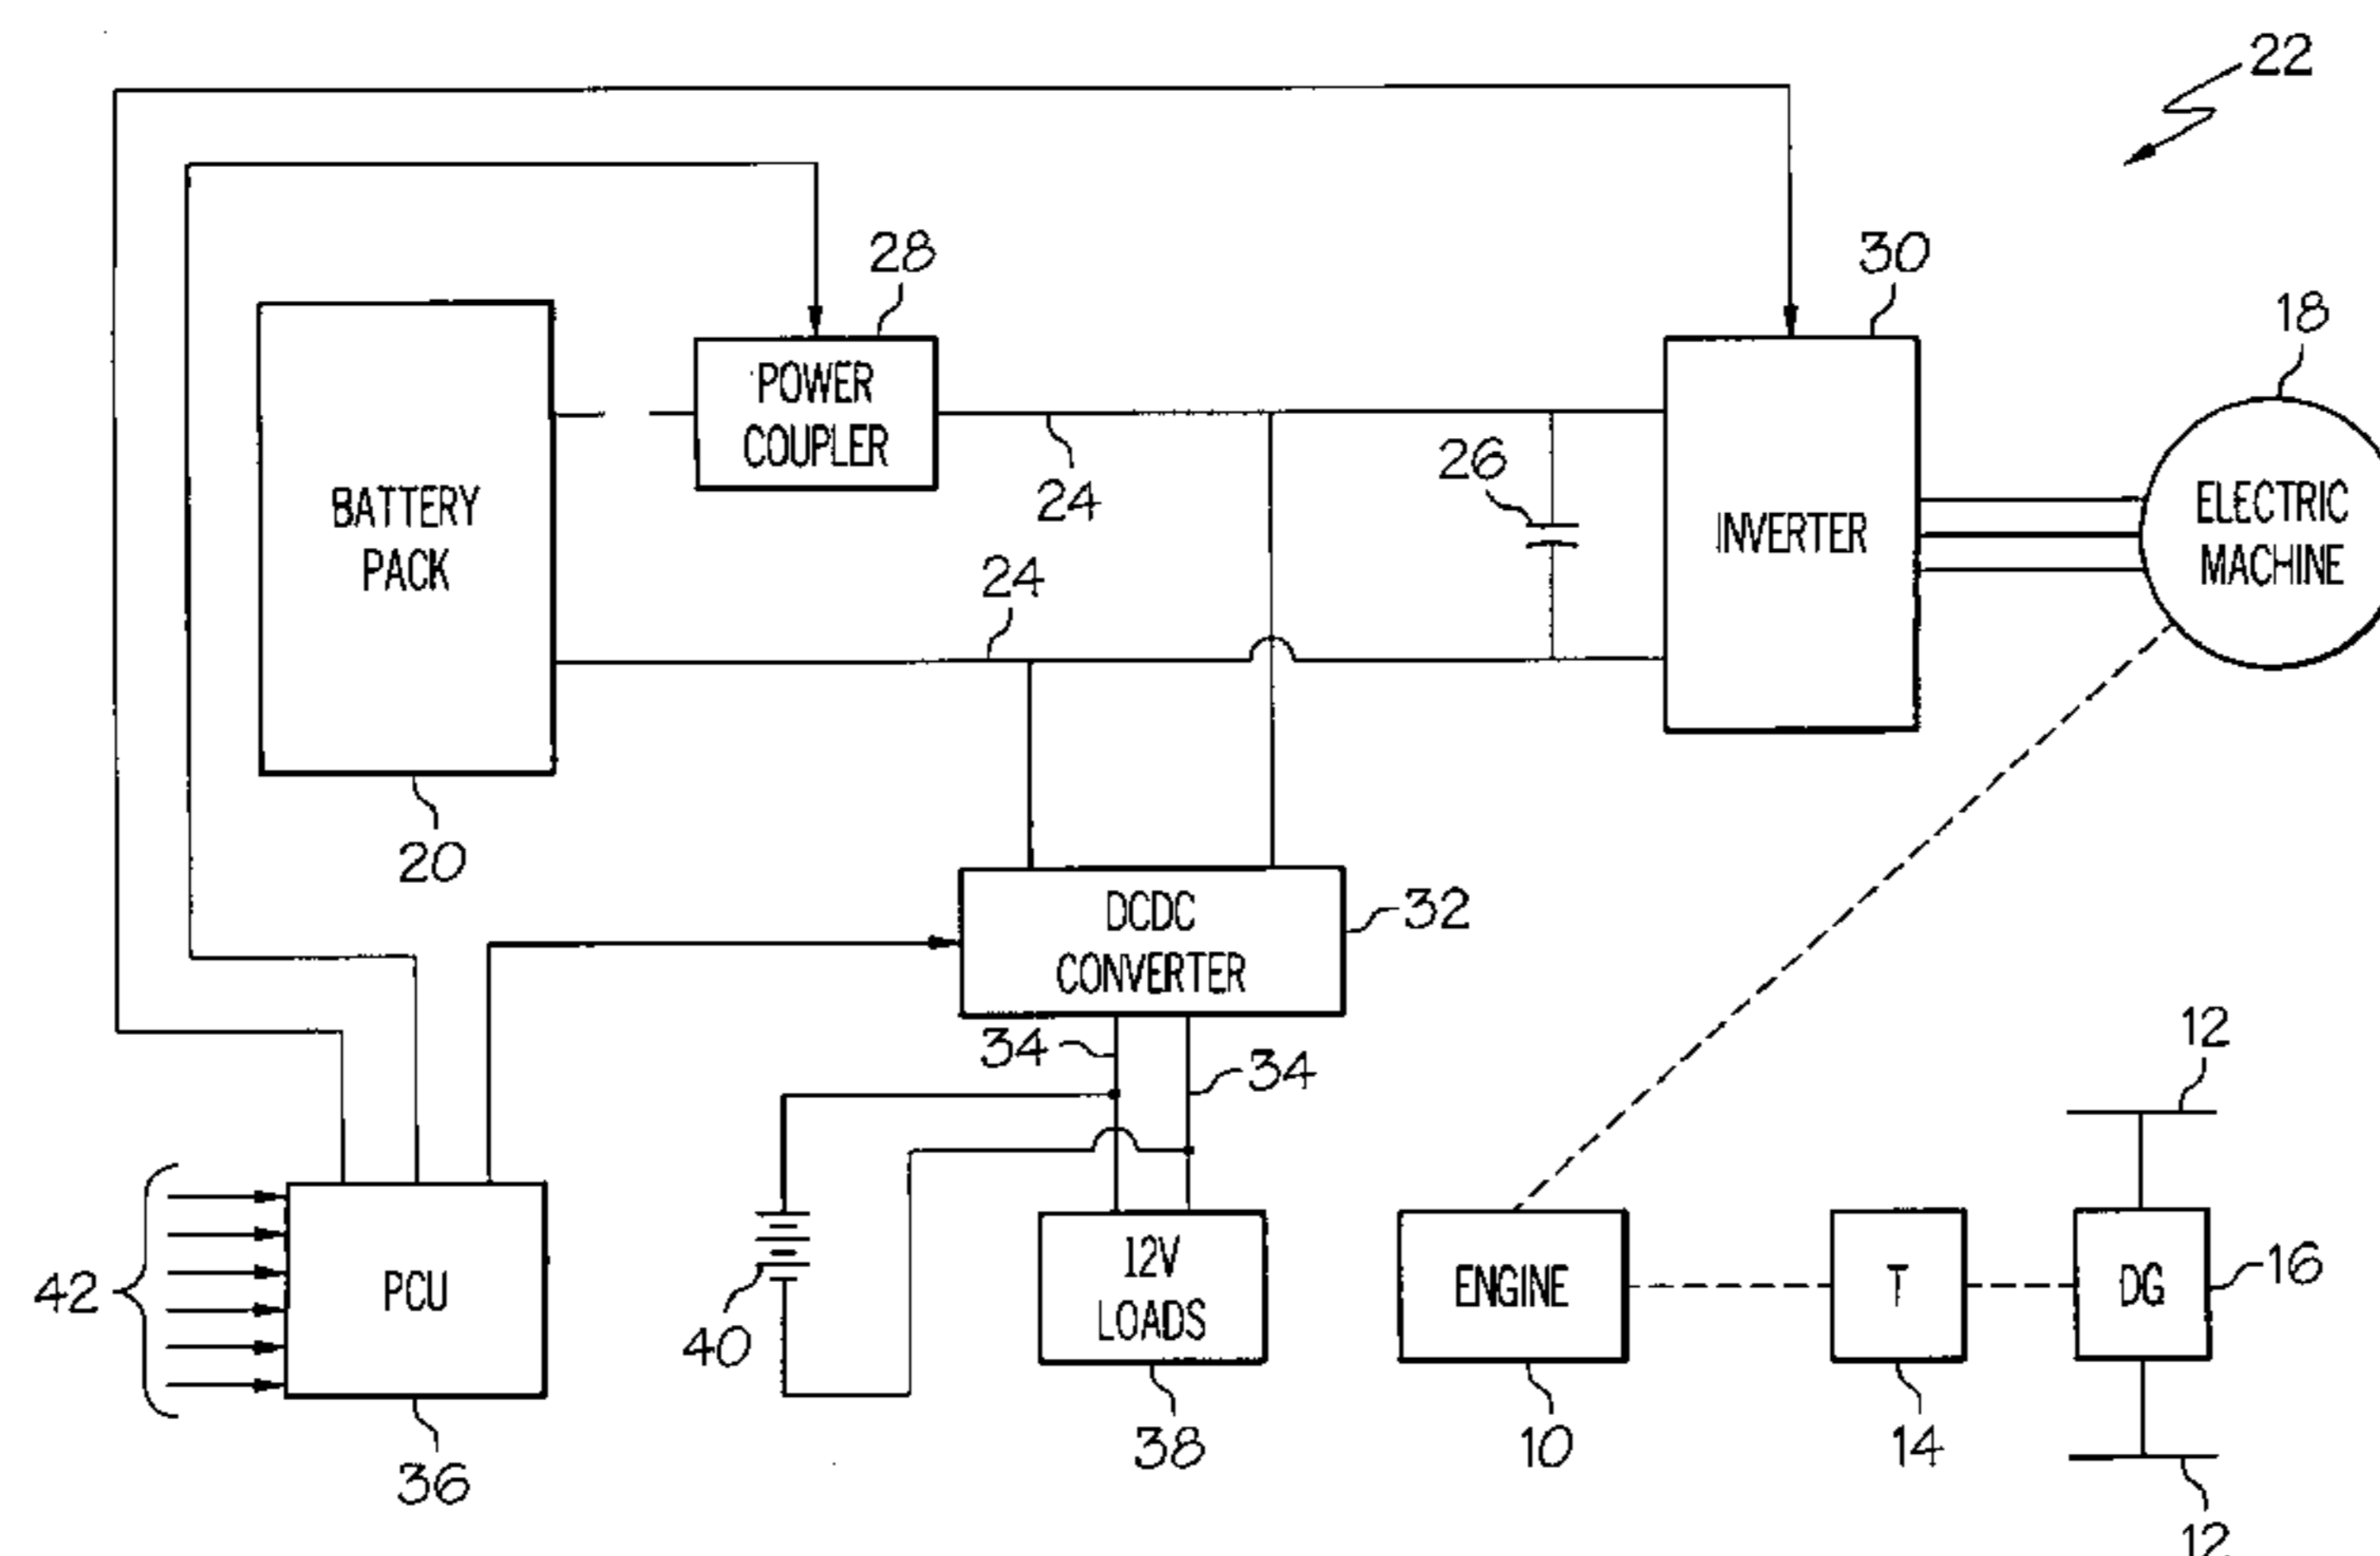 22
28
30
18
POWER
COUPLER
26
24
BATTERY
PACK
INVERTER
ELECTRIC
MACHINE
24
20
DCDC
CONVERTER
32
34
34
12
42
PCU
40
12V
LOADS
ENGINE
T
DG
16
36
38
10
14
12